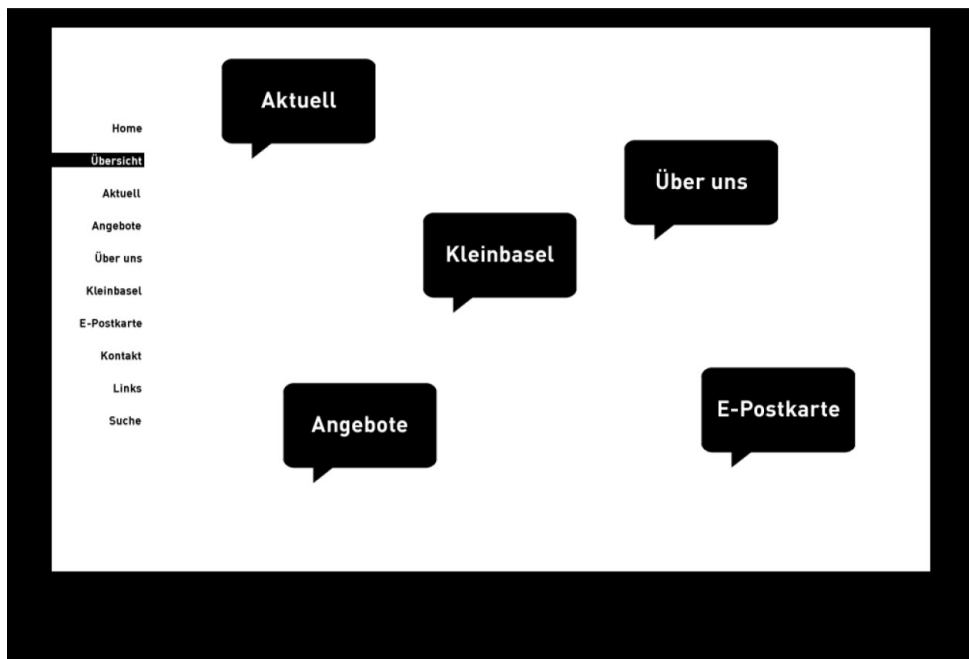 Home
Übersicht
Aktuell
Angebote
Über uns
Kleinbasel
E-Postkarte
Kontakt
Links
Suche
Aktuell
Über uns
Kleinbasel
E-Postkarte
Angebote